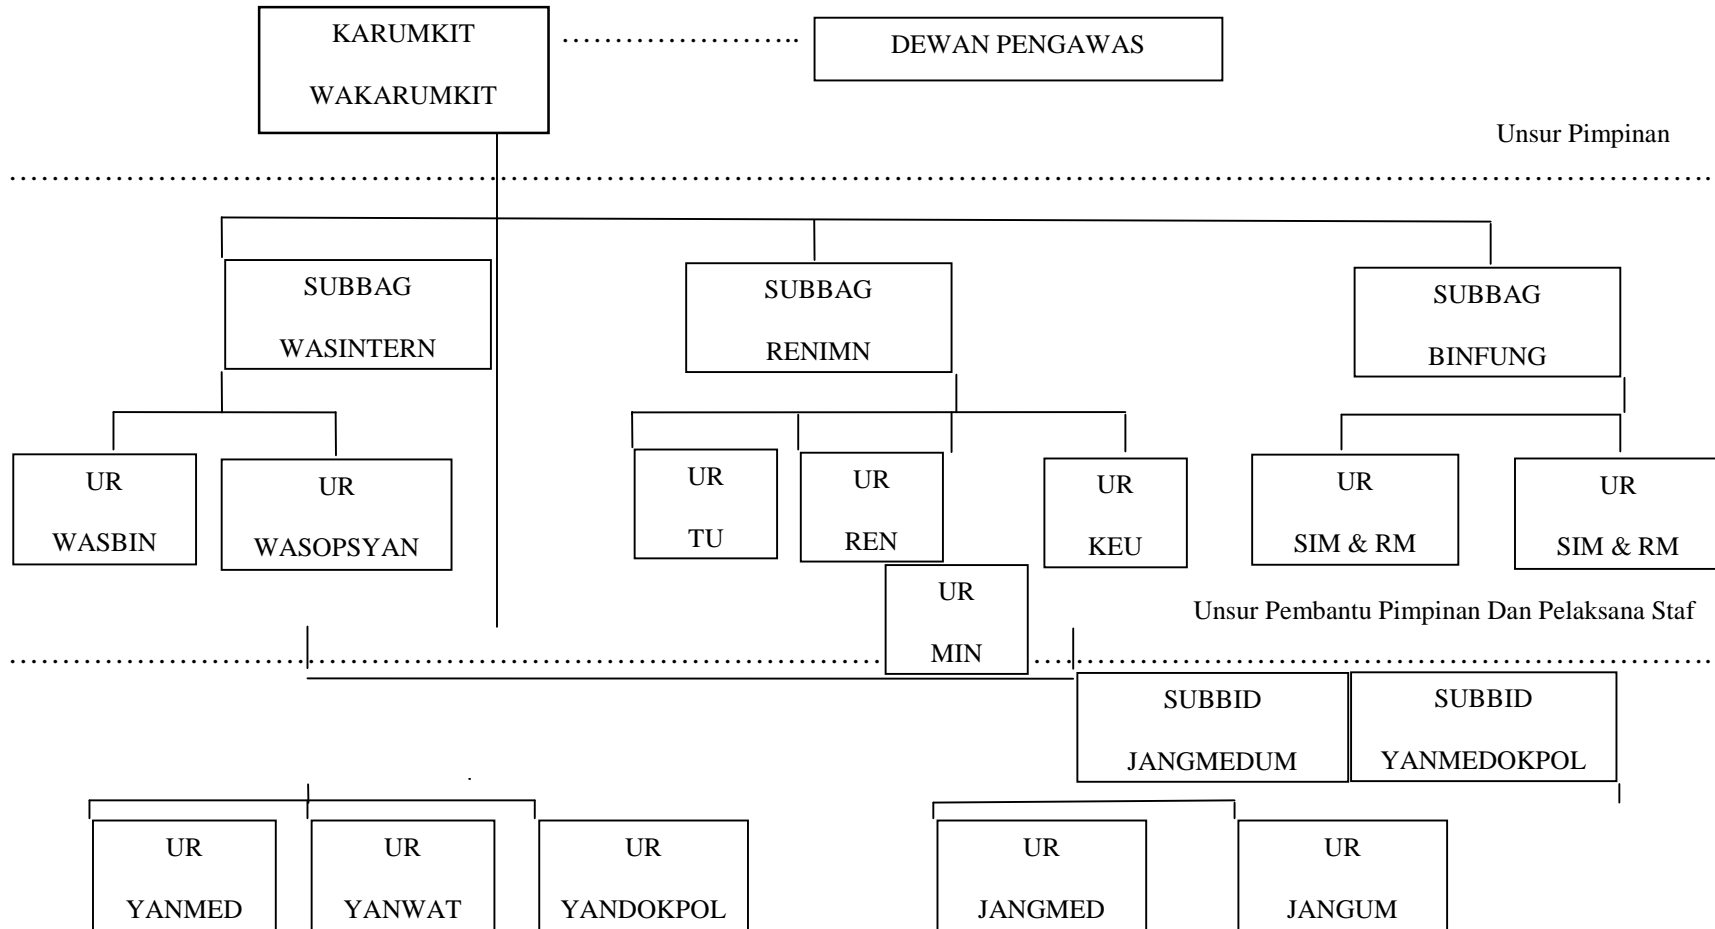 KARUMKIT
WAKARUMKIT
DEWAN PENGAWAS
Unsur Pimpinan
SUBBAG
WASINTERN
SUBBAG
RENIMN
SUBBAG
BINFUNG
UR
WASBIN
UR
WASOPSYAN
UR
TU
UR
REN
UR
KEU
UR
SIM & RM
UR
SIM & RM
UR
MIN
Unsur Pembantu Pimpinan Dan Pelaksana Staf
SUBBID
JANGMEDUM
SUBBID
YANMEDOKPOL
UR
YANMED
UR
YANWAT
UR
YANDOKPOL
UR
JANGMED
UR
JANGUM